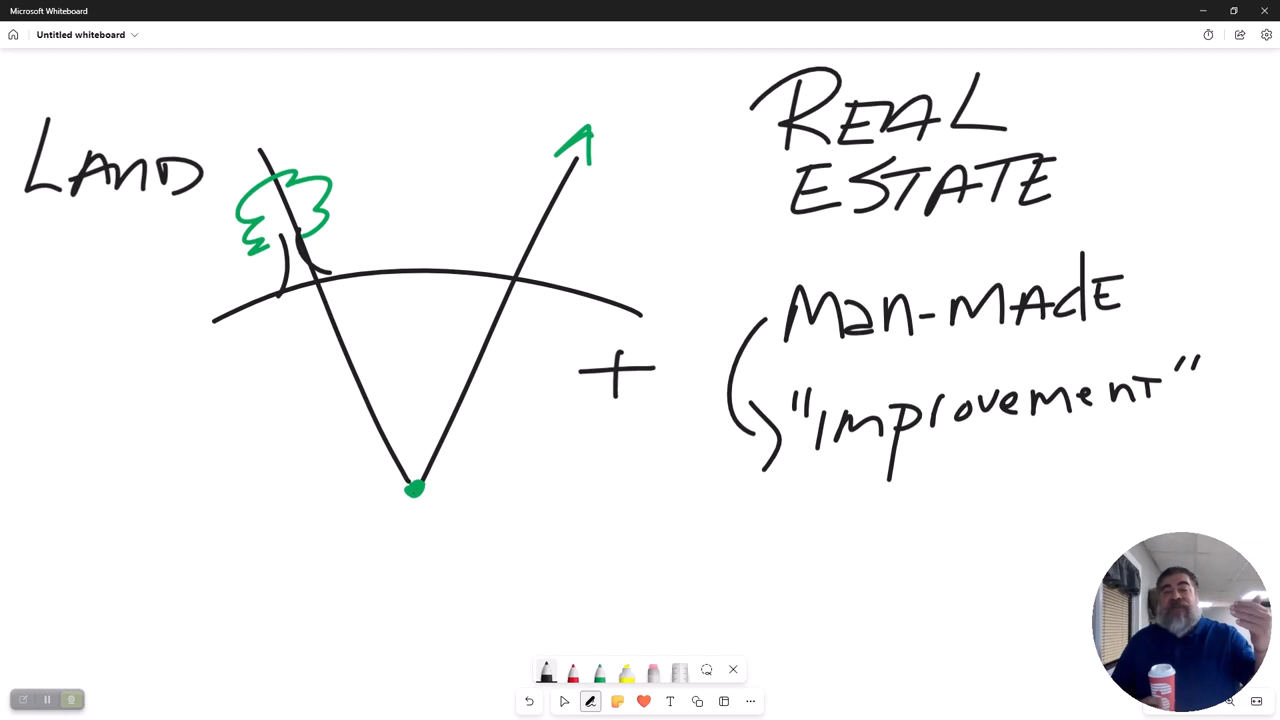 Microsoft Whiteboard
Untitled whiteboard
LAND
REAL
ESTATE
Man-MAdE
+
"Improvement"
T